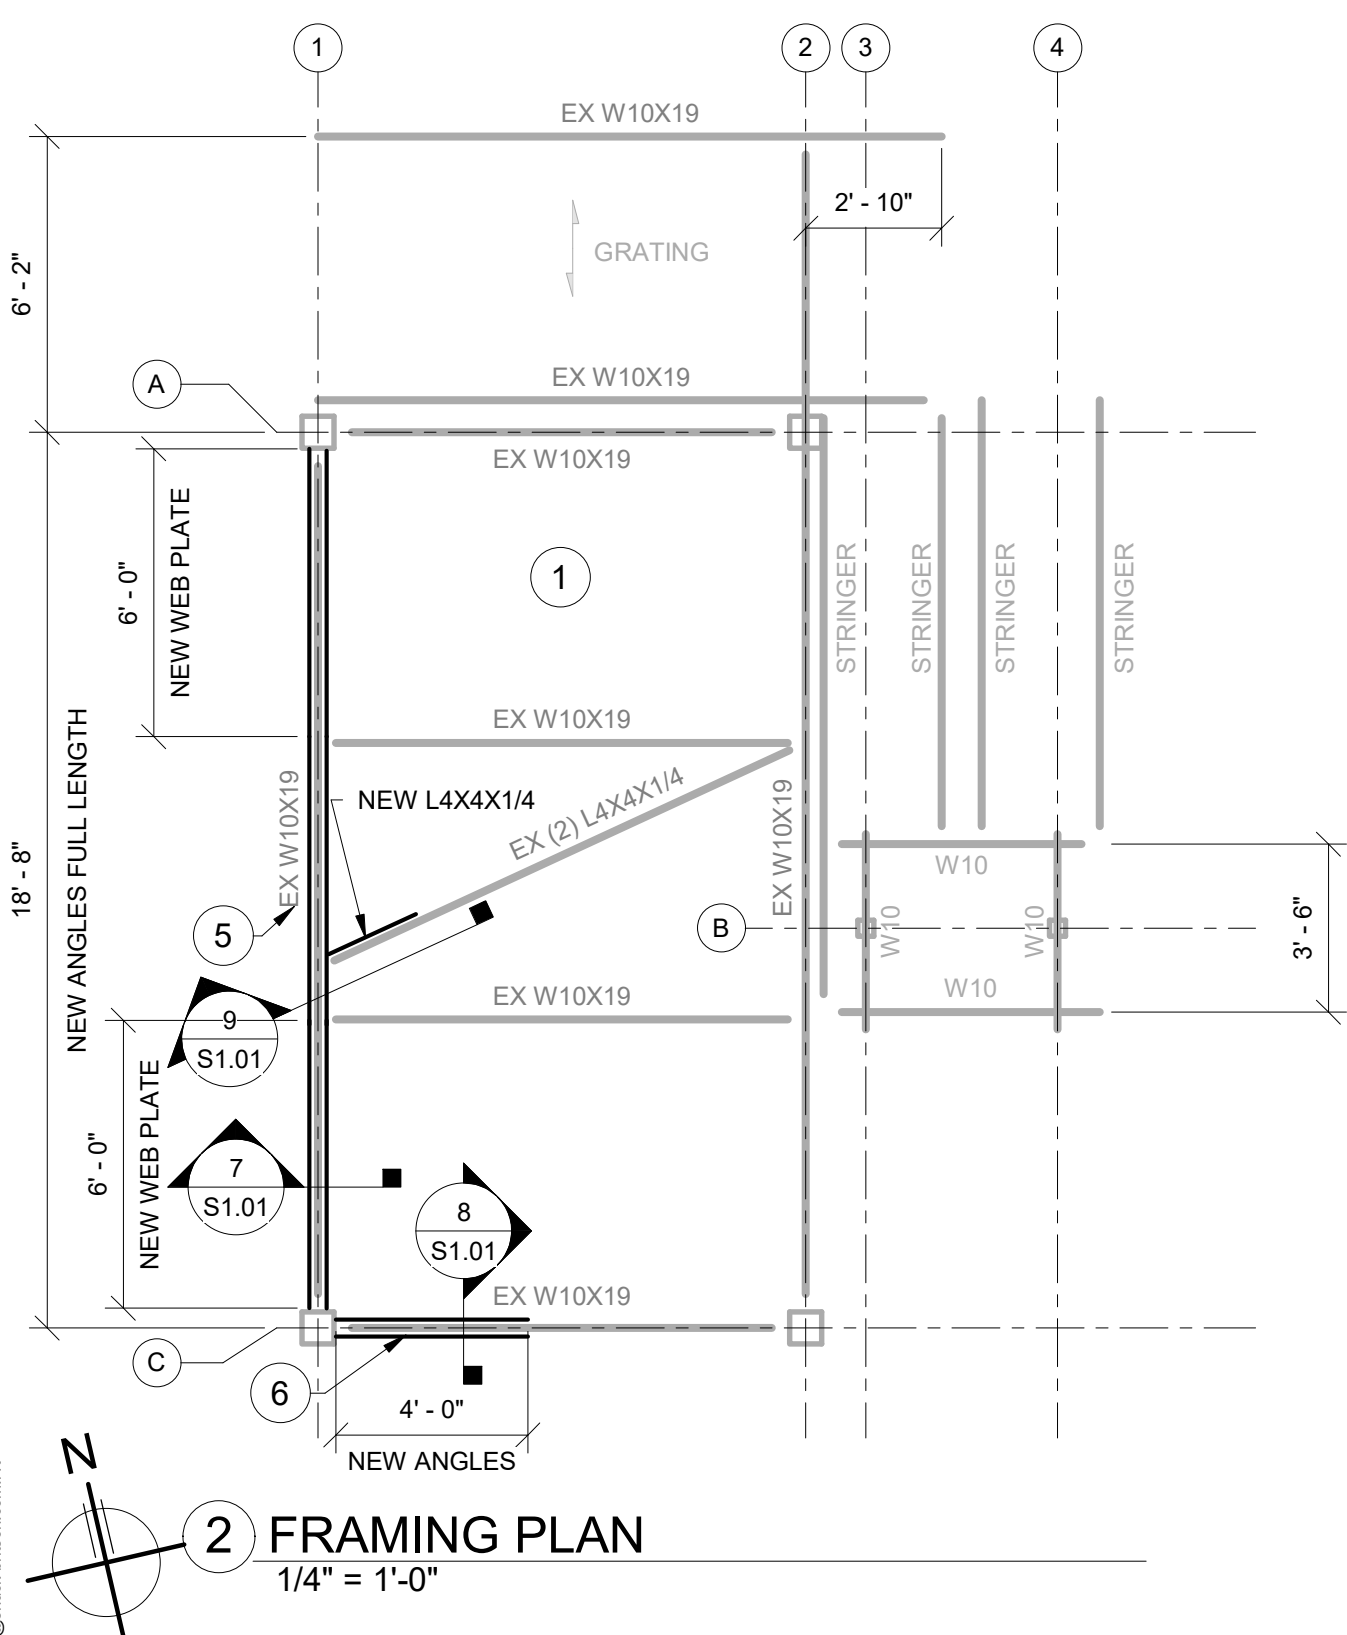 1
2
3
4
EX W10X19
2' - 10"
GRATING
6' - 2"
A
EX W10X19
EX W10X19
NEW WEB PLATE
6' - 0"
1
STRINGER
STRINGER
STRINGER
STRINGER
NEW ANGLES FULL LENGTH
18' - 8"
EX W10X19
EX W10X19
NEW L4X4X1/4
EX (2) L4X4X1/4
EX W10X19
W10
5
B
W10
W10
3' - 6"
EX W10X19
W10
9
S1.01
NEW WEB PLATE
6' - 0"
7
S1.01
8
S1.01
EX W10X19
C
6
4' - 0"
NEW ANGLES
N
2 FRAMING PLAN
1/4" = 1'-0"